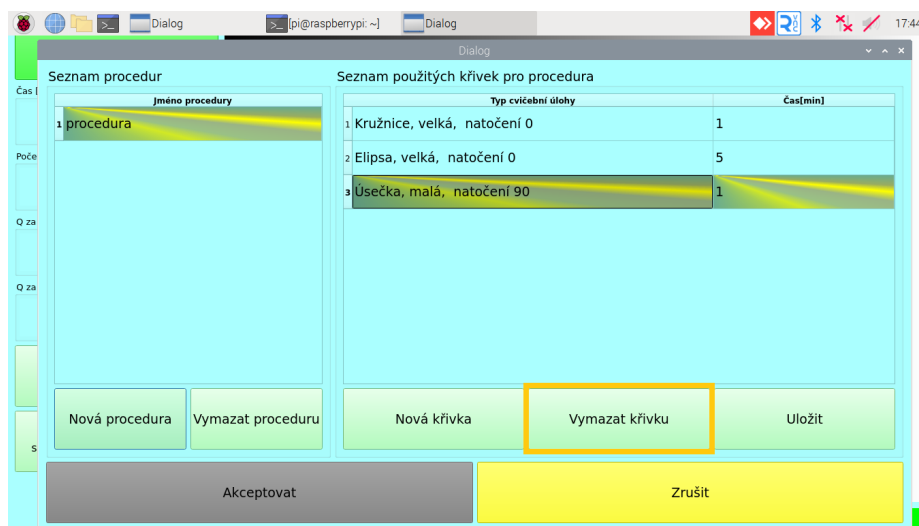 Dialog
[pi@raspberrypi: ~]
Dialog
17:44
Dialog
Seznam procedur
Seznam použitých křivek pro procedura
Čas [
Jméno procedury
Typ cvičební úlohy
Čas[min]
1 procedura
1 Kružnice, velká, natočení 0
1
Poče
2 Elipsa, velká, natočení 0
5
3 Úsečka, malá, natočení 90
1
Q za
Q za
Nová procedura
Vymazat proceduru
Nová křivka
Vymazat křivku
Uložit
S
Akceptovat
Zrušit